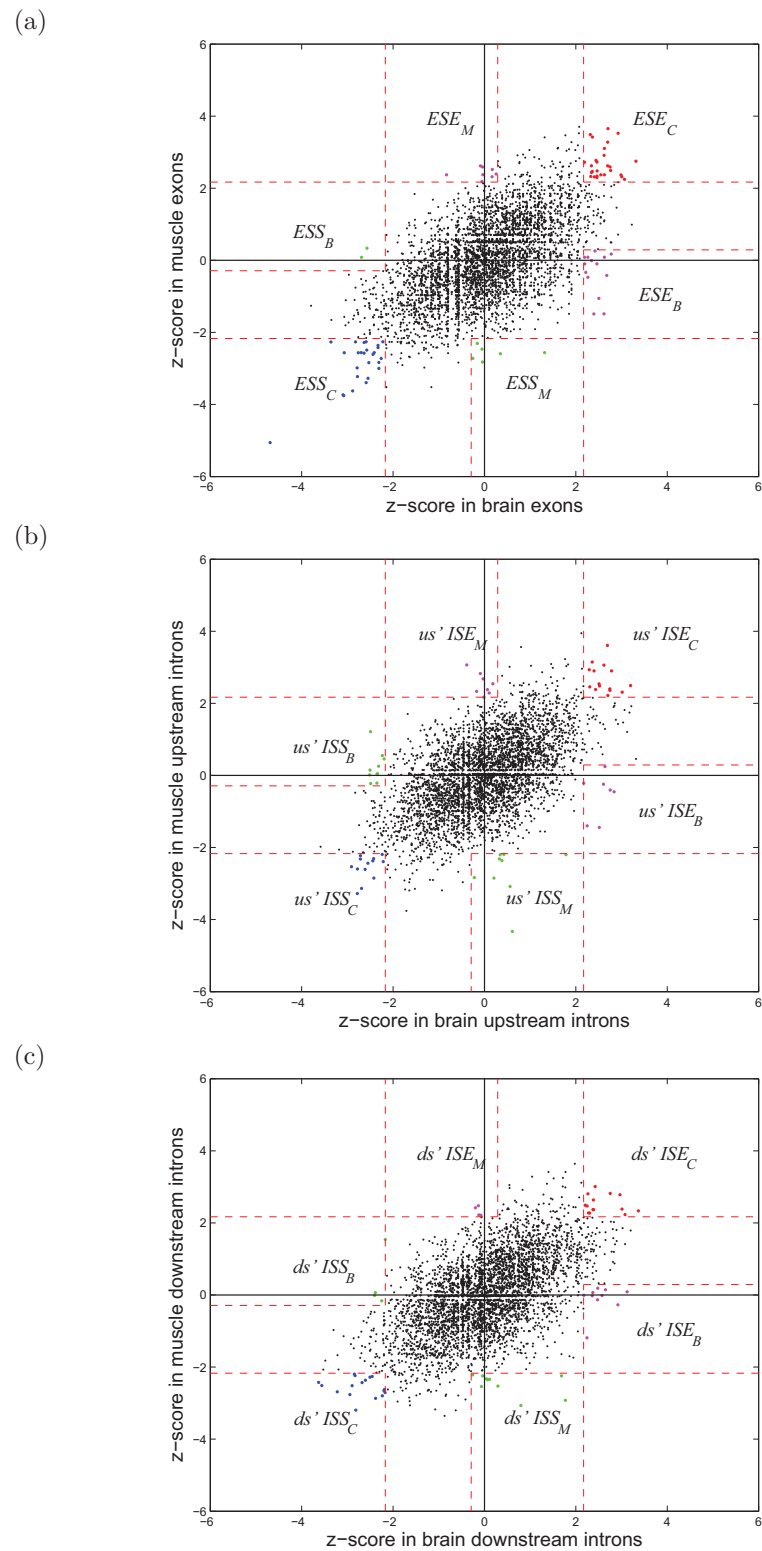 (a)
6
4
2
0
−2
−4
−6
−6
−4
−2
0
2
4
6
z−score in muscle exons
z−score in brain exons
ESE_M
ESE_C
ESS_B
ESE_B
ESS_C
ESS_M
(b)
6
4
2
0
−2
−4
−6
−6
−4
−2
0
2
4
6
z−score in muscle upstream introns
z−score in brain upstream introns
us' ISE_M
us' ISE_C
us' ISS_B
us' ISE_B
us' ISS_C
us' ISS_M
(c)
6
4
2
0
−2
−4
−6
−6
−4
−2
0
2
4
6
z−score in muscle downstream introns
z−score in brain downstream introns
ds' ISE_M
ds' ISE_C
ds' ISS_B
ds' ISE_B
ds' ISS_C
ds' ISS_M